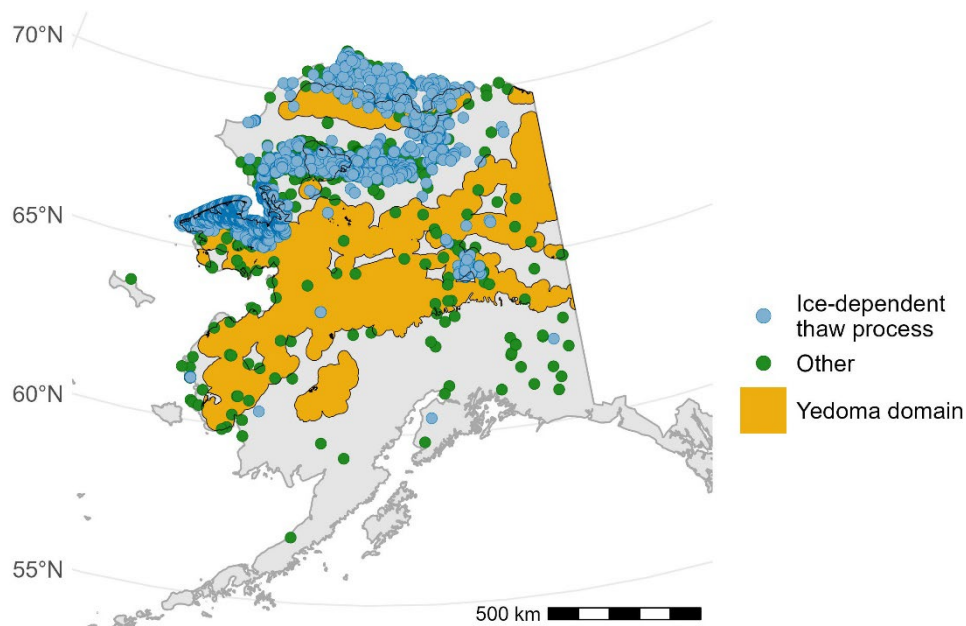 70°N
65°N
60°N
55°N
Ice-dependent
thaw process
Other
Yedoma domain
500 km